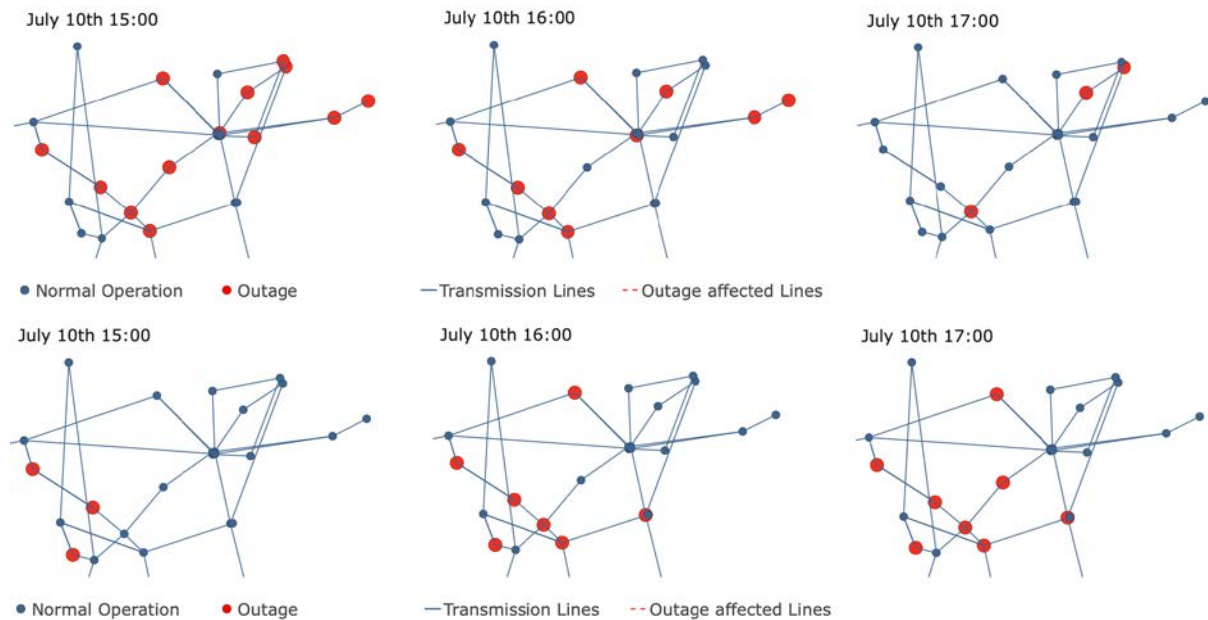 July 10th 15:00 July 10th 16:00 July 10th 17:00
Normal Operation Outage Transmission Lines Outage affected Lines
July 10th 15:00 July 10th 16:00 July 10th 17:00
Normal Operation Outage Transmission Lines Outage affected Lines